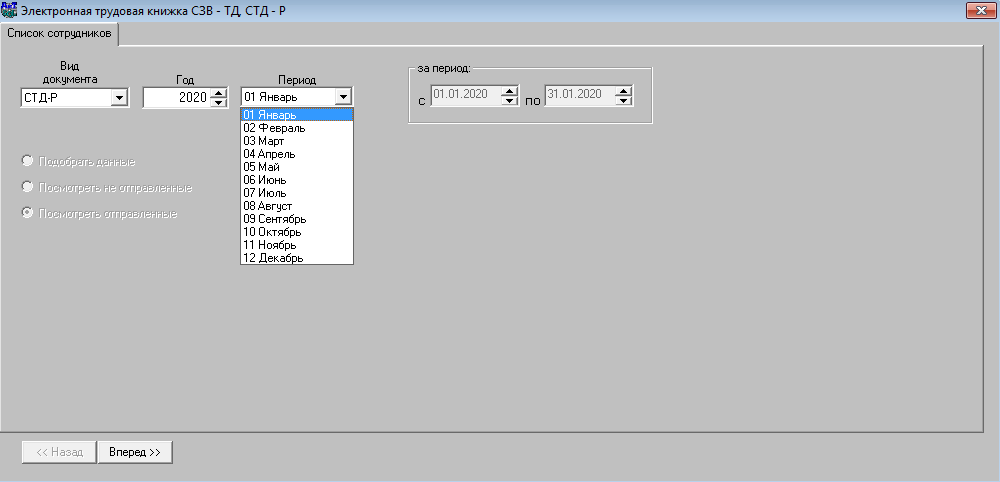 Электронная трудовая книжка СЗВ - ТД, СТД - Р
Список сотрудников
Вид
документа
Год
Период
СТД-Р
2020
01 Январь
за период:
с 01.01.2020 по 31.01.2020
01 Январь
02 Февраль
03 Март
04 Апрель
05 Май
06 Июнь
07 Июль
08 Август
09 Сентябрь
10 Октябрь
11 Ноябрь
12 Декабрь
Подобрать данные
Посмотреть не отправленные
Посмотреть отправленные
<< Назад
Вперед >>